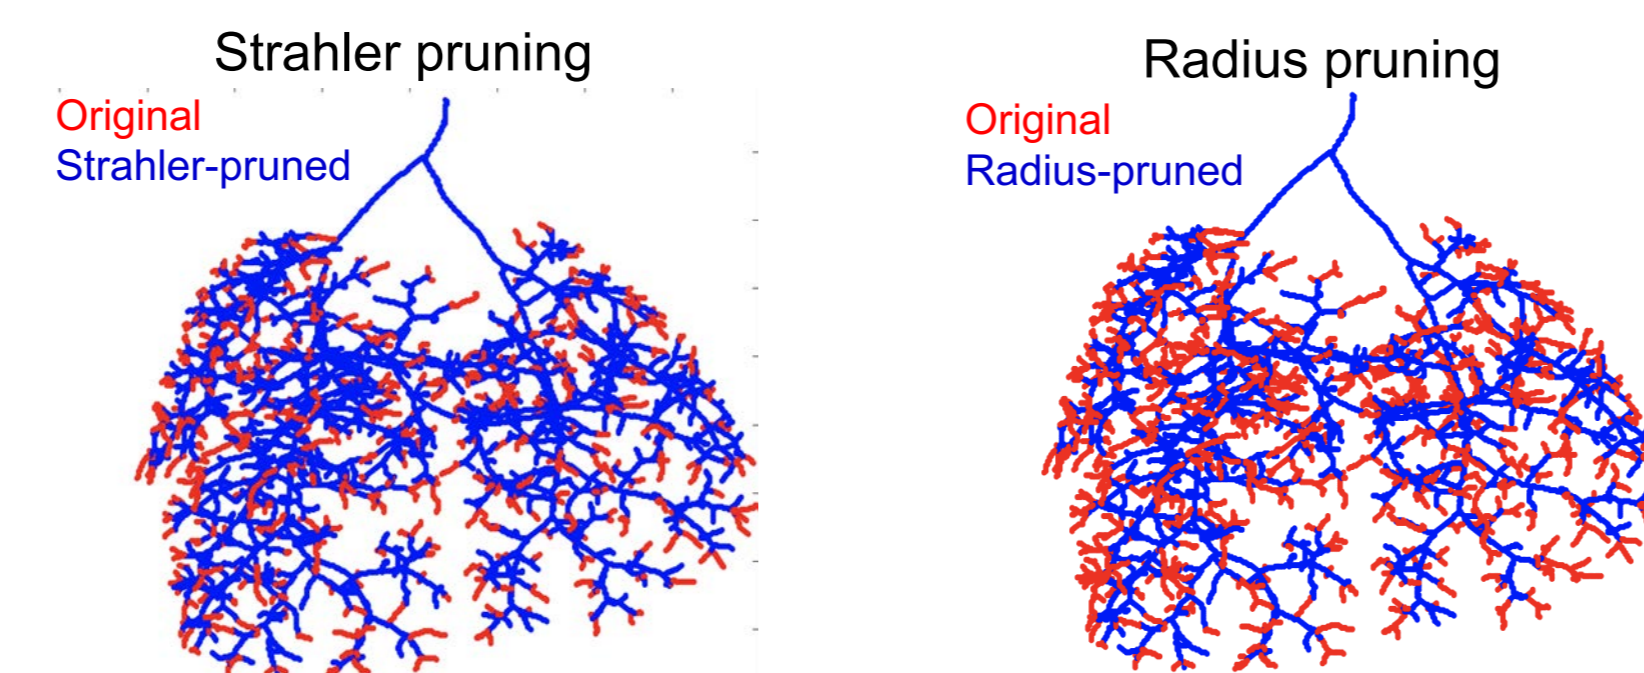 Strahler pruning
Original
Strahler-pruned
Radius pruning
Original
Radius-pruned